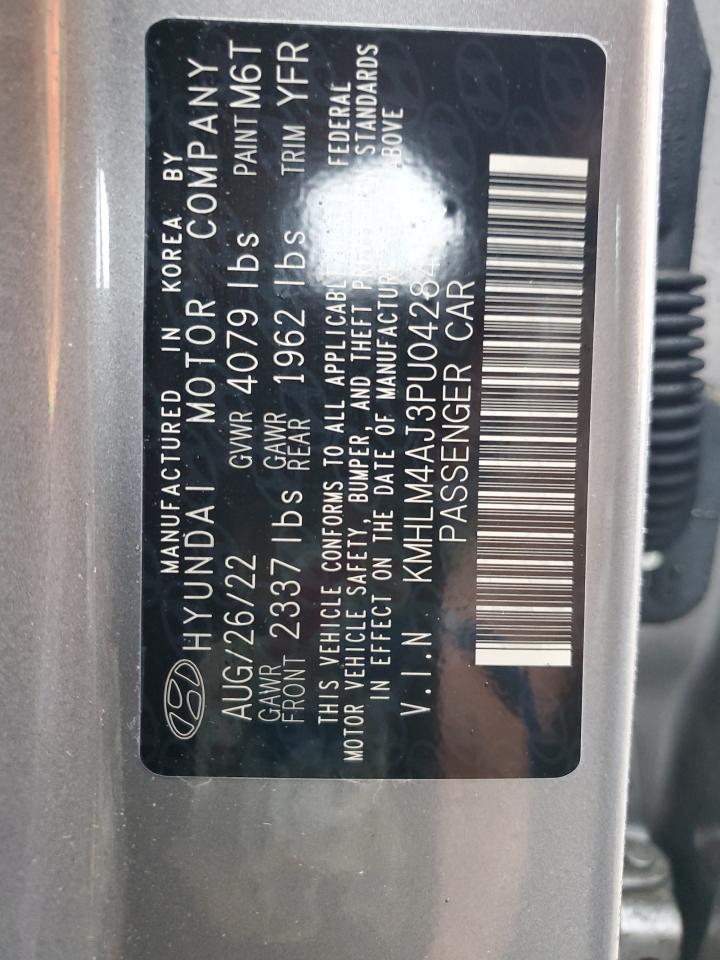 MANUFACTURED IN KOREA BY
HYUNDAI MOTOR COMPANY
AUG/26/22 GVWR 4079 lbs PAINT M6T
GAWR FRONT 2337 lbs GAWR REAR 1962 lbs TRIM YFR
THIS VEHICLE CONFORMS TO ALL APPLICABLE FEDERAL
MOTOR VEHICLE SAFETY, BUMPER, AND THEFT STANDARDS
IN EFFECT ON THE DATE OF MANUFACTURE ABOVE
V.I.N KMHLM4AJ3PU04284
PASSENGER CAR